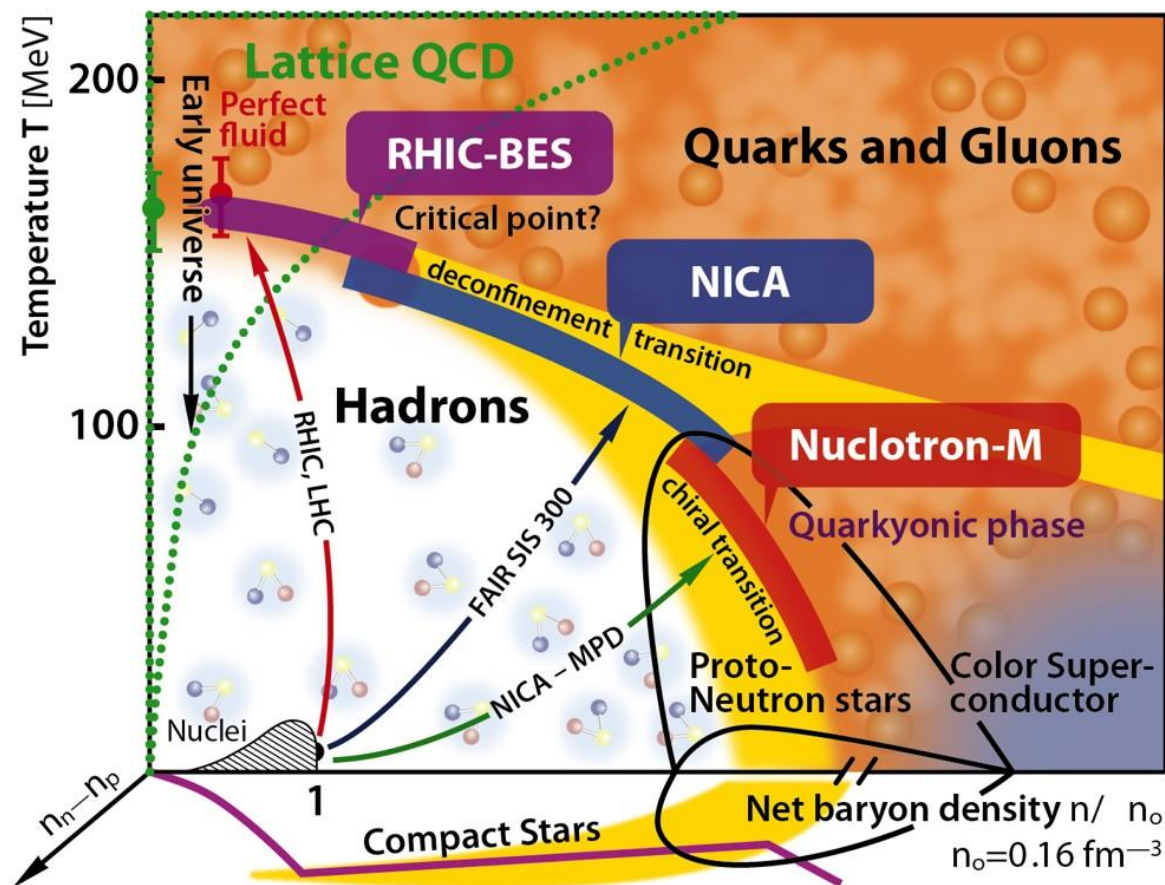 Temperature T [MeV]
200
100
Lattice QCD
Early universe
Perfect
fluid
RHIC-BES
Critical point?
Quarks and Gluons
NICA
deconfinement transition
Hadrons
RHIC, LHC
FAIR SIS 300
NICA – MPD
Nuclotron-M
Quarkyonic phase
chiral transition
Proto-
Neutron stars
Color Super-
conductor
Nuclei
nₙ—nₚ
1
Compact Stars
Net baryon density n/ n₀
n₀=0.16 fm⁻³